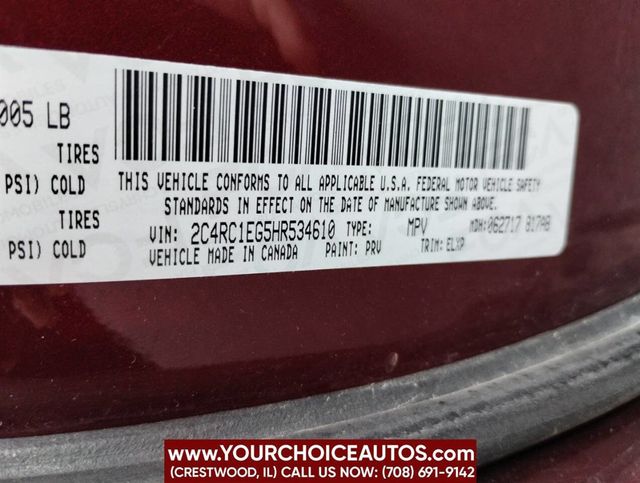 005 LB
TIRES
PSI) COLD
TIRES
PSI) COLD
THIS VEHICLE CONFORMS TO ALL APPLICABLE U.S.A. FEDERAL MOTOR VEHICLE SAFETY
STANDARDS IN EFFECT ON THE DATE OF MANUFACTURE SHOWN ABOVE.
VIN: 2C4RC1EG5HR534610 TYPE: MPV MDH:062717 817AB
VEHICLE MADE IN CANADA PAINT: PRV TRIM: ELXP
WWW.YOURCHOICEAUTOS.COM
(CRESTWOOD, IL) CALL US NOW: (708) 691-9142